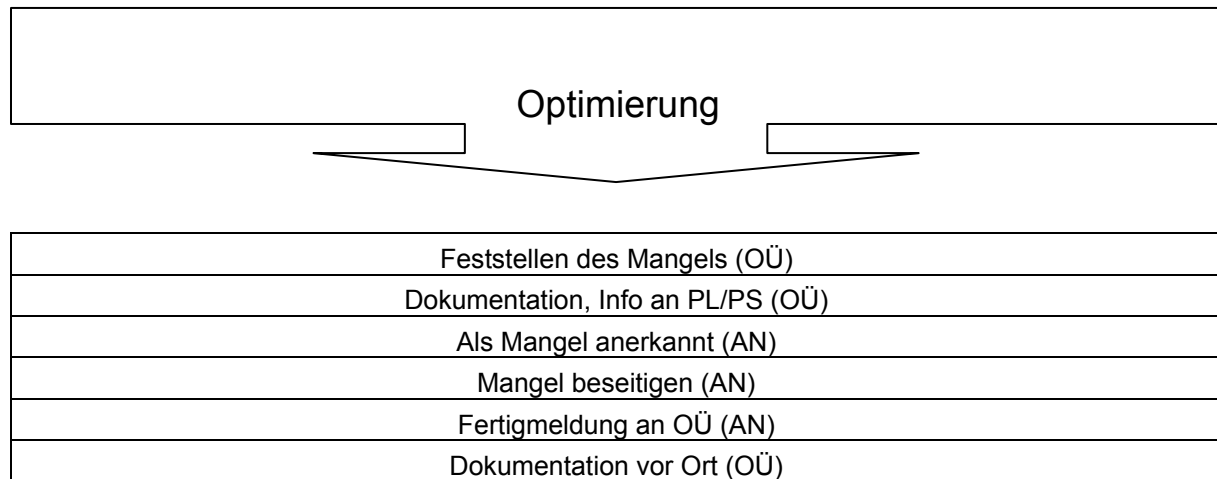 Optimierung
Feststellen des Mangels (OÜ)
Dokumentation, Info an PL/PS (OÜ)
Als Mangel anerkannt (AN)
Mangel beseitigen (AN)
Fertigmeldung an OÜ (AN)
Dokumentation vor Ort (OÜ)